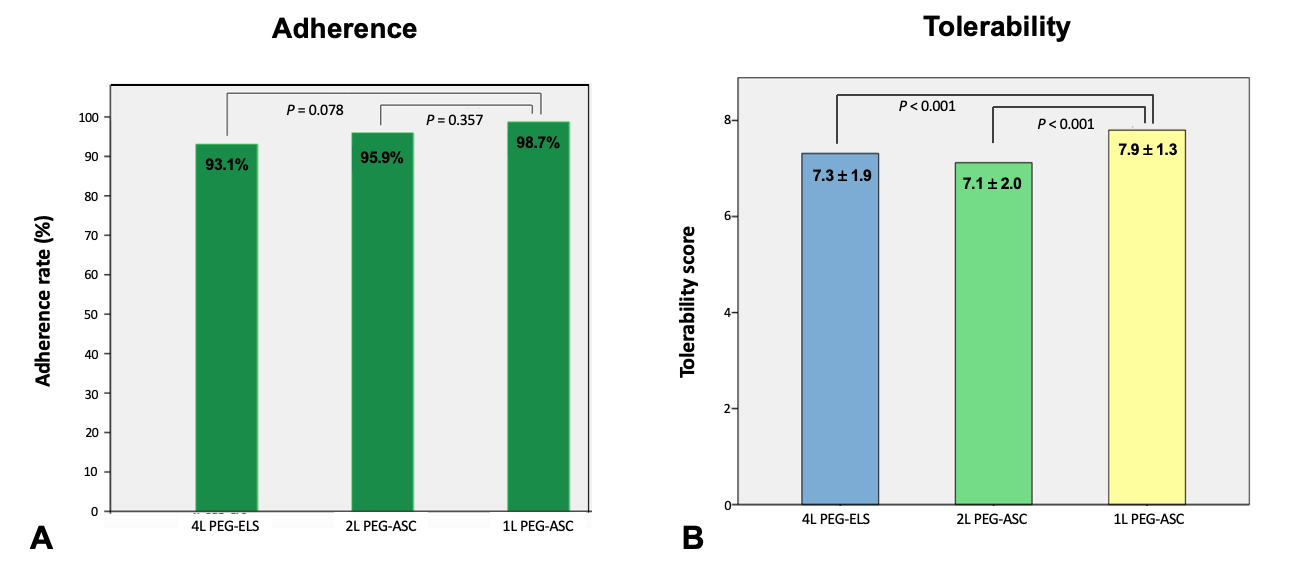 Adherence
P = 0.078
P = 0.357
93.1%
95.9%
98.7%
Adherence rate (%)
100
90
80
70
60
50
40
30
20
10
0
4L PEG-ELS
2L PEG-ASC
1L PEG-ASC
A
Tolerability
P < 0.001
P < 0.001
7.3 ± 1.9
7.1 ± 2.0
7.9 ± 1.3
Tolerability score
8
6
4
2
0
4L PEG-ELS
2L PEG-ASC
1L PEG-ASC
B